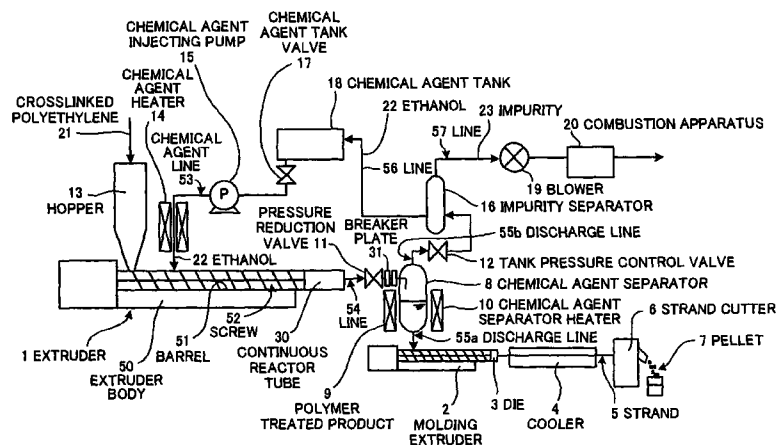 CHEMICAL AGENT
INJECTING PUMP
15
CHEMICAL
AGENT TANK
VALVE
17
CHEMICAL
AGENT
HEATER
14
18 CHEMICAL AGENT TANK
CROSSLINKED
POLYETHYLENE
21
CHEMICAL
AGENT
LINE
53
22 ETHANOL
23 IMPURITY
57 LINE
20 COMBUSTION APPARATUS
56 LINE
P
13
HOPPER
19 BLOWER
16 IMPURITY SEPARATOR
PRESSURE
REDUCTION
VALVE 11
BREAKER
PLATE
31
55b DISCHARGE LINE
22 ETHANOL
12 TANK PRESSURE CONTROL VALVE
8 CHEMICAL AGENT SEPARATOR
54
LINE
10 CHEMICAL AGENT
SEPARATOR HEATER
6 STRAND CUTTER
7 PELLET
52
SCREW
51
BARREL
30
CONTINUOUS
REACTOR
TUBE
1 EXTRUDER
50
EXTRUDER
BODY
55a DISCHARGE LINE
9
POLYMER
TREATED PRODUCT
2
MOLDING
EXTRUDER
3 DIE
4
COOLER
5 STRAND